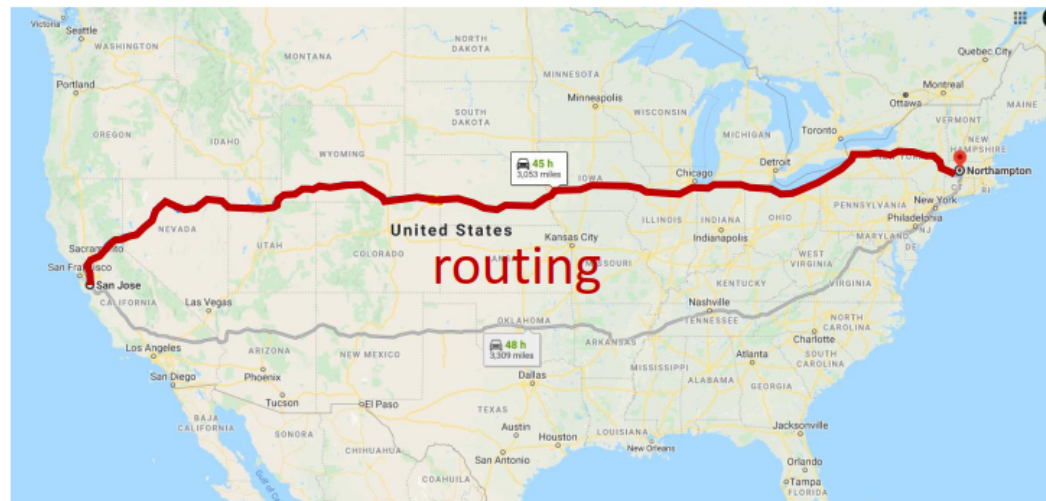 Victoria
Seattle
WASHINGTON
NORTH
DAKOTA
MONTANA
Quebec City
MINNESOTA
Montreal
Portland
Ottawa
MAINE
Minneapolis
WISCONSIN
VERMONT
SOUTH
DAKOTA
OREGON
MICHIGAN
Toronto
NEW
HAMPSHIRE
IDAHO
WYOMING
45 h
3,053 miles
Detroit
Northampton
Chicago
IOWA
CT
RI
New York
PENNSYLVANIA
NEVADA
ILLINOIS
INDIANA
OHIO
Philadelphia
NJ
United States
Kansas City
Indianapolis
MARYLAND
DE
Sacramento
UTAH
COLORADO
WEST
VIRGINIA
routing
San Francisco
San Jose
KENTUCKY
VIRGINIA
CALIFORNIA
Las Vegas
Nashville
OKLAHOMA
TENNESSEE
NORTH
CAROLINA
48 h
3,309 miles
ARKANSAS
Charlotte
Los Angeles
ARIZONA
NEW MEXICO
Atlanta
SOUTH
CAROLINA
MISSISSIPPI
San Diego
Phoenix
Dallas
ALABAMA
GEORGIA
Tucson
El Paso
TEXAS
BAJA
CALIFORNIA
Jacksonville
Austin
LOUISIANA
SONORA
Houston
New Orleans
CHIHUAHUA
San Antonio
Orlando
COAHUILA
Tampa
FLORIDA